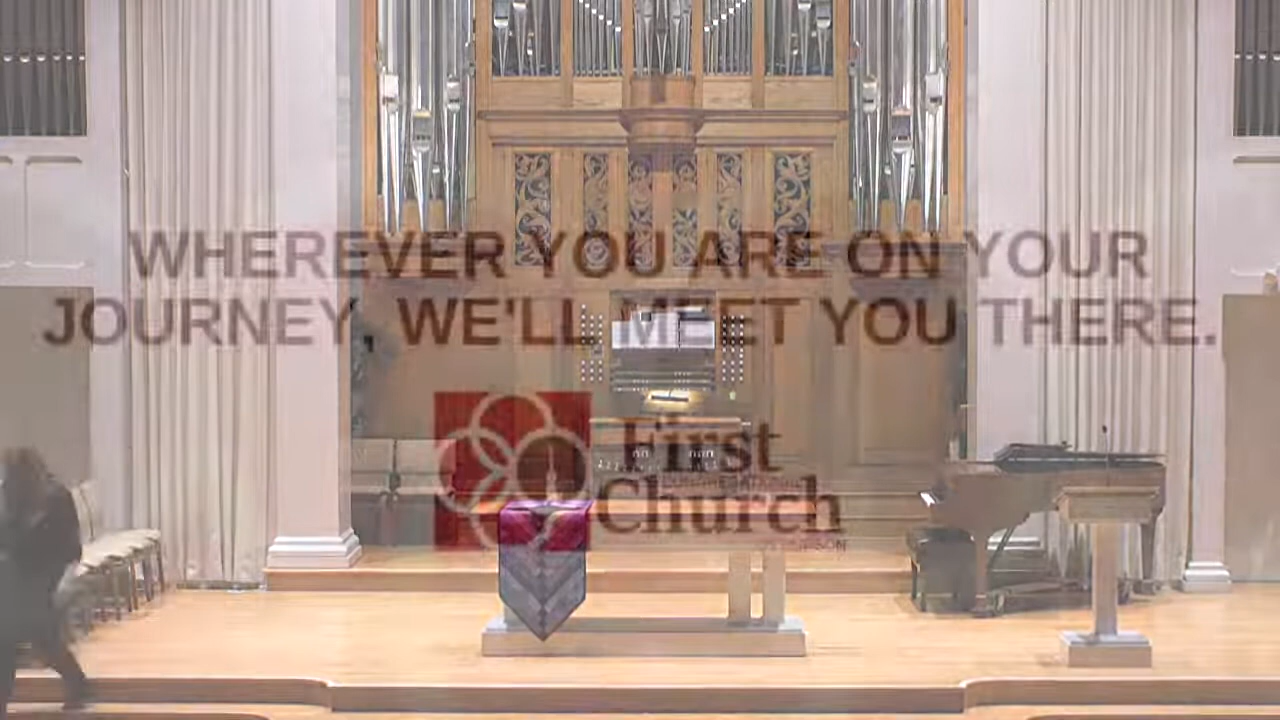 WHEREVER YOU ARE ON YOUR
JOURNEY, WE'LL MEET YOU THERE.
First
Church